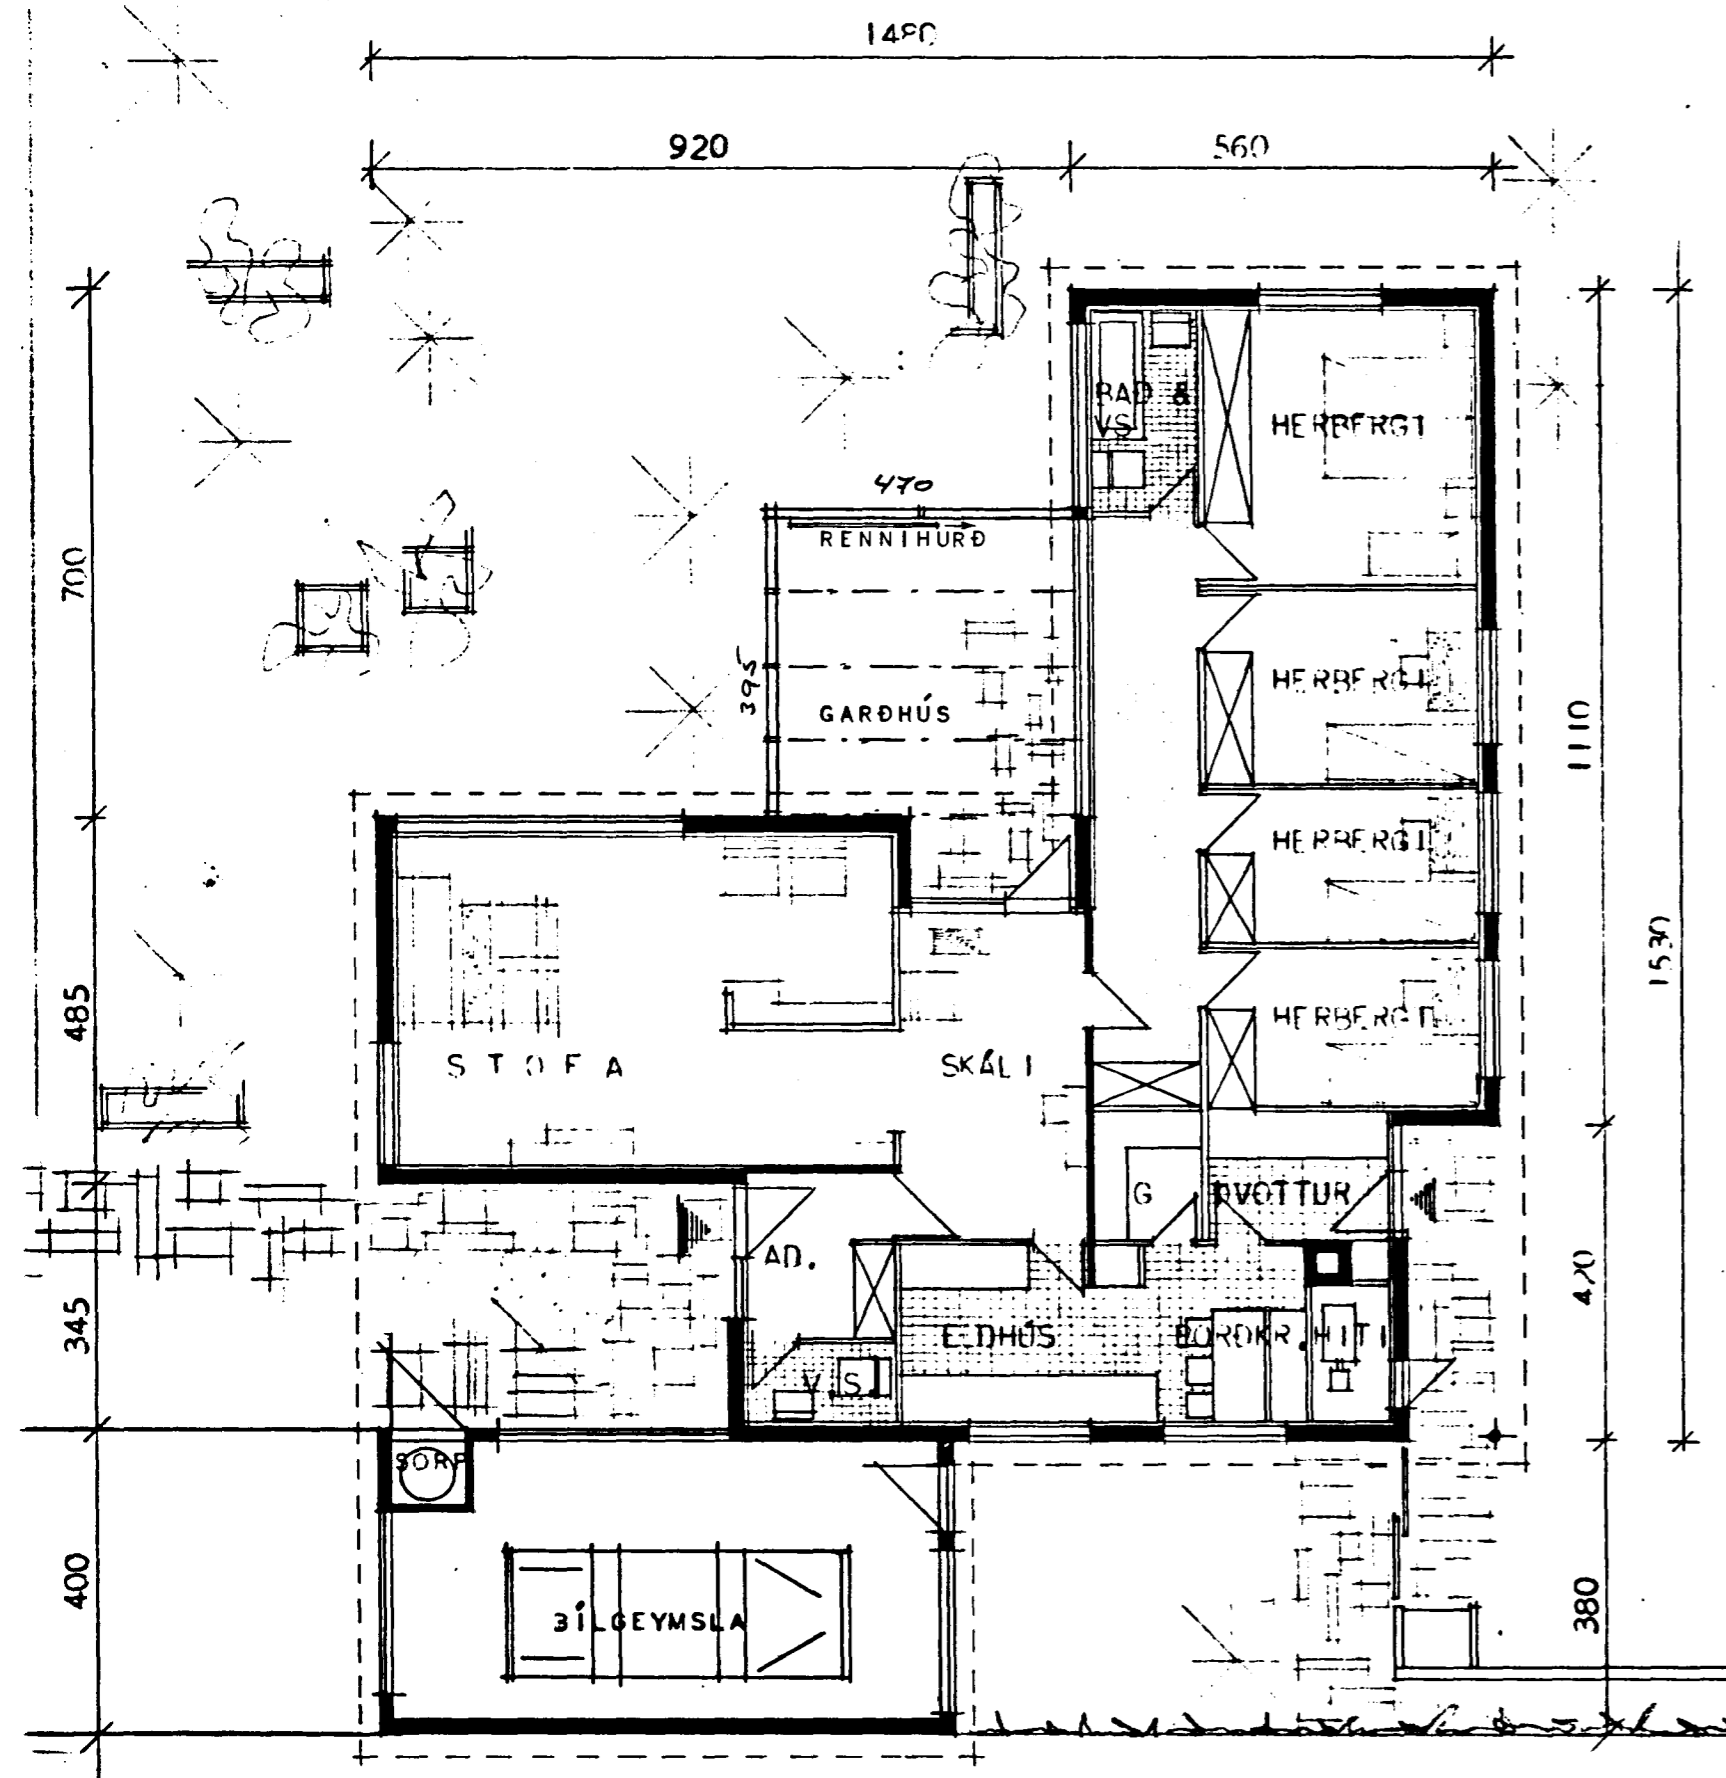 1480
920
560
BAÐ &
VS
HERBERGI
470
RENNIHURÐ
700
395
HERBERGI
GARÐHÚS
1110
HERBERGI
1530
485
HERBERGI
STOFA
SKÁLI
G
ÞVOTTUR
AD.
420
345
ELDHÚS
BORÐKR.
HITI
V.S.
SORP
400
BÍLGEYMSLA
380